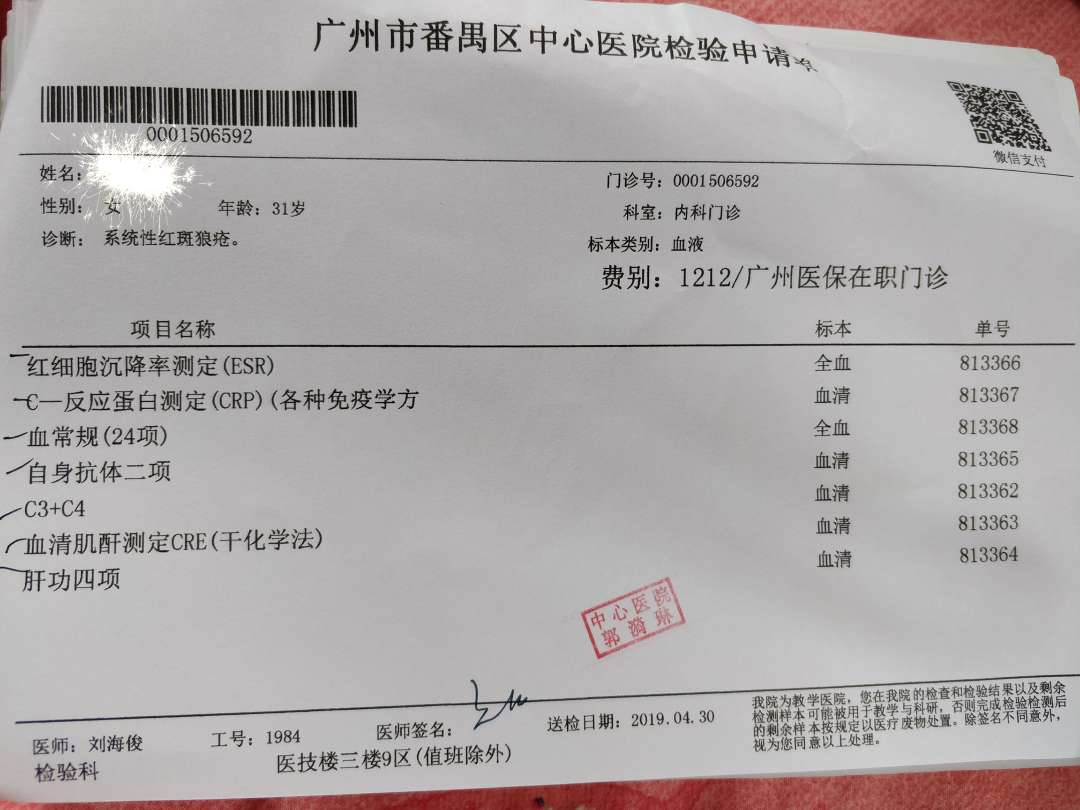 广州市番禺区中心医院检验申请单
0001506592
微信支付
姓名:
门诊号: 0001506592
性别: 女 年龄: 31岁
科室: 内科门诊
诊断: 系统性红斑狼疮。
标本类别: 血液
费别: 1212/广州医保在职门诊
项目名称 标本 单号
红细胞沉降率测定(ESR) 全血 813366
C—反应蛋白测定(CRP)(各种免疫学方 血清 813367
血常规(24项) 全血 813368
自身抗体二项 血清 813365
C3+C4 血清 813362
血清肌酐测定CRE(干化学法) 血清 813363
肝功四项 血清 813364
中心医院
郭漪琳
医师: 刘海俊 工号: 1984 医师签名: 送检日期: 2019.04.30
检验科 医技楼三楼9区(值班除外)
我院为教学医院, 您在我院的检查和检验结果以及剩余
检测样本可能被用于教学与科研, 否则完成检验检测后
的剩余样本按规定以医疗废物处置。除签名不同意外,
视为您同意以上处理。